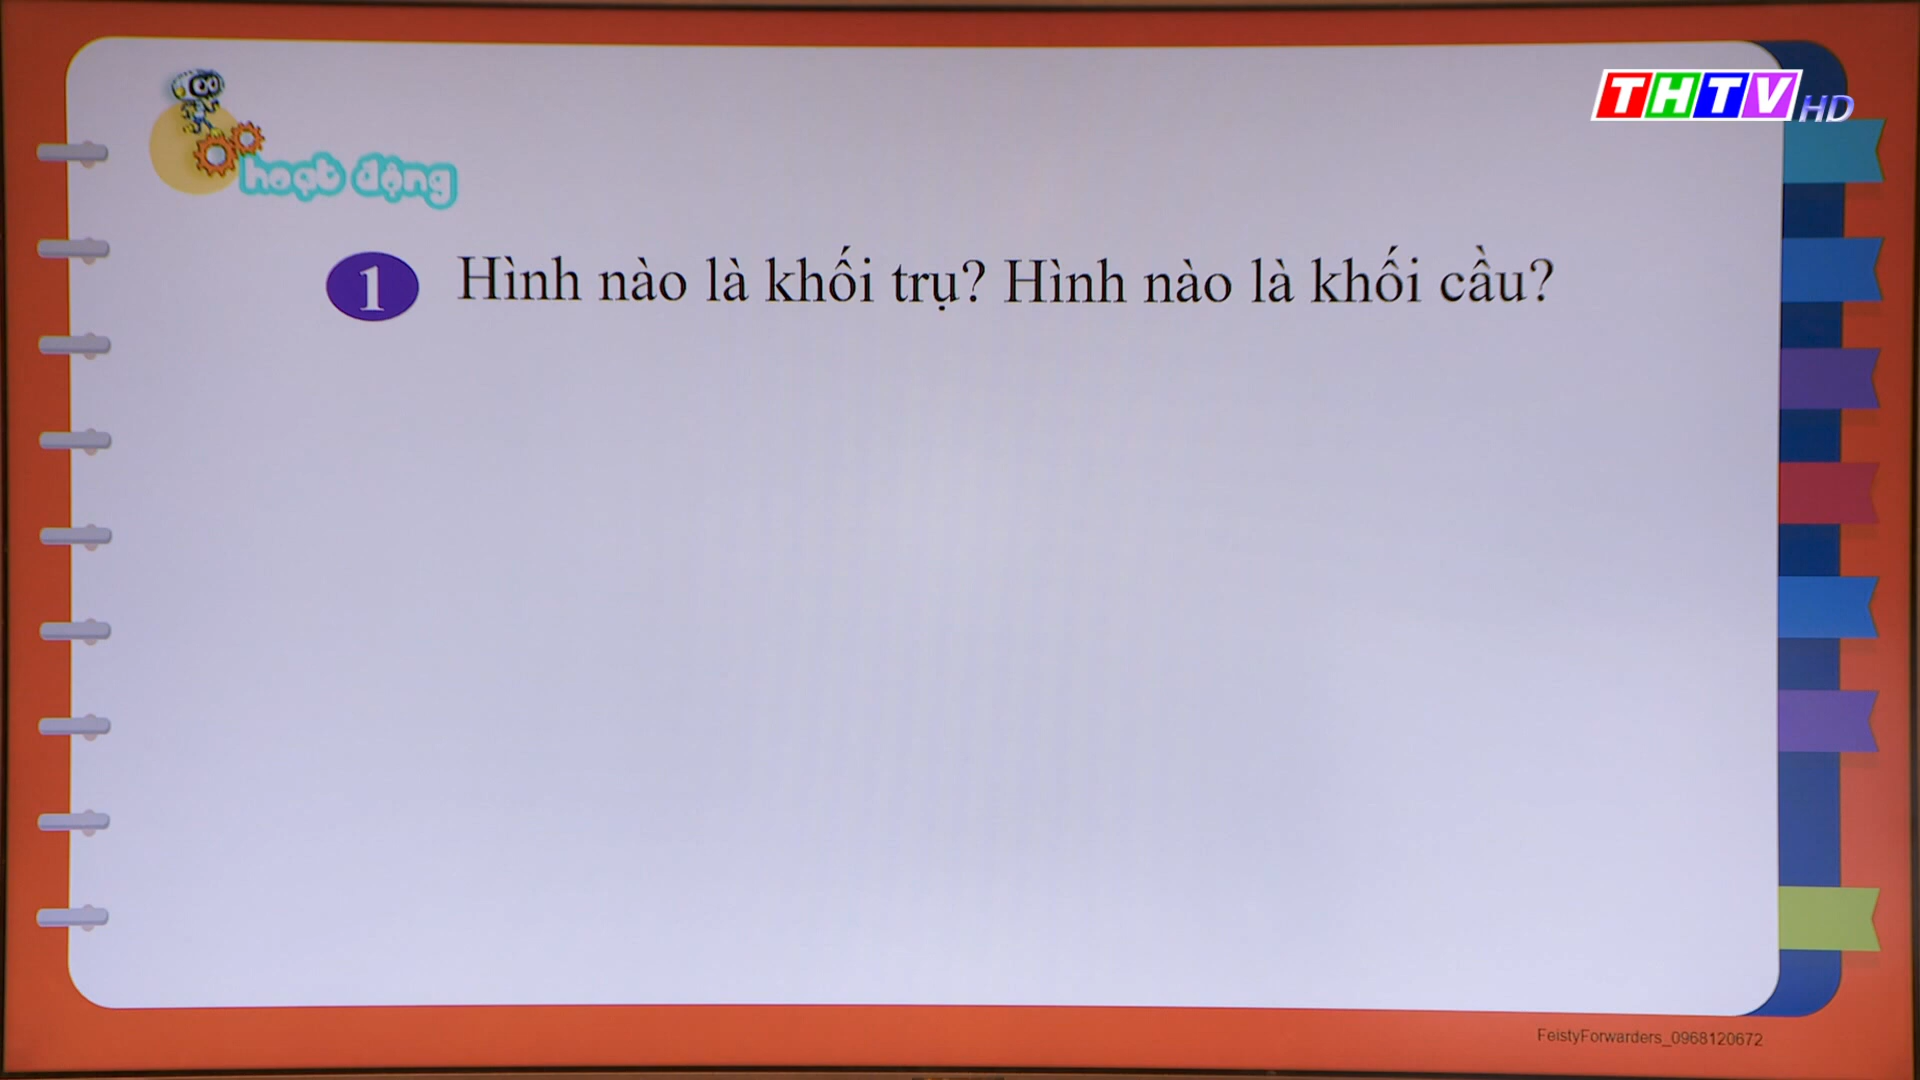 THTV HD
hoạt động
1 Hình nào là khối trụ? Hình nào là khối cầu?
FeistyForwarders_0968120672